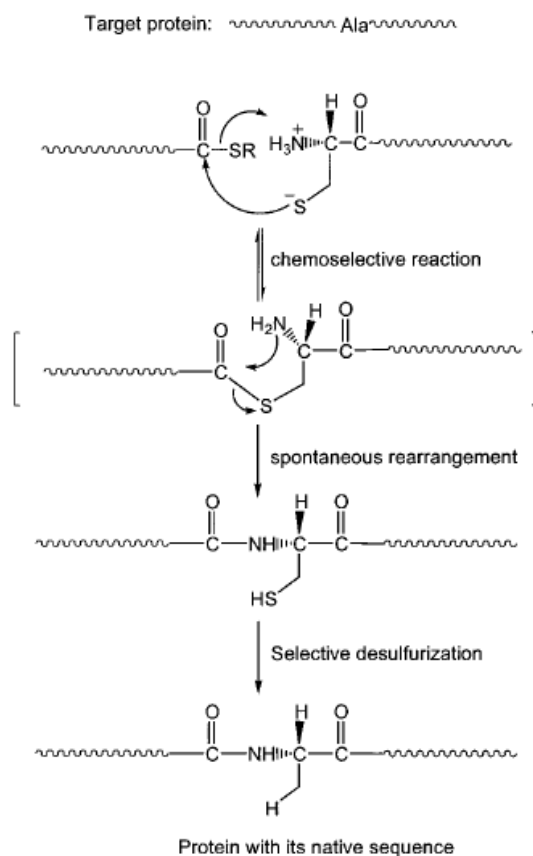 Target protein: Ala
O H O
C SR H3N+ C C
S−
chemoselective reaction
O H2N H
C C C
S
spontaneous rearrangement
O H O
C NH C C
HS
Selective desulfurization
O H O
C NH C C
H
Protein with its native sequence